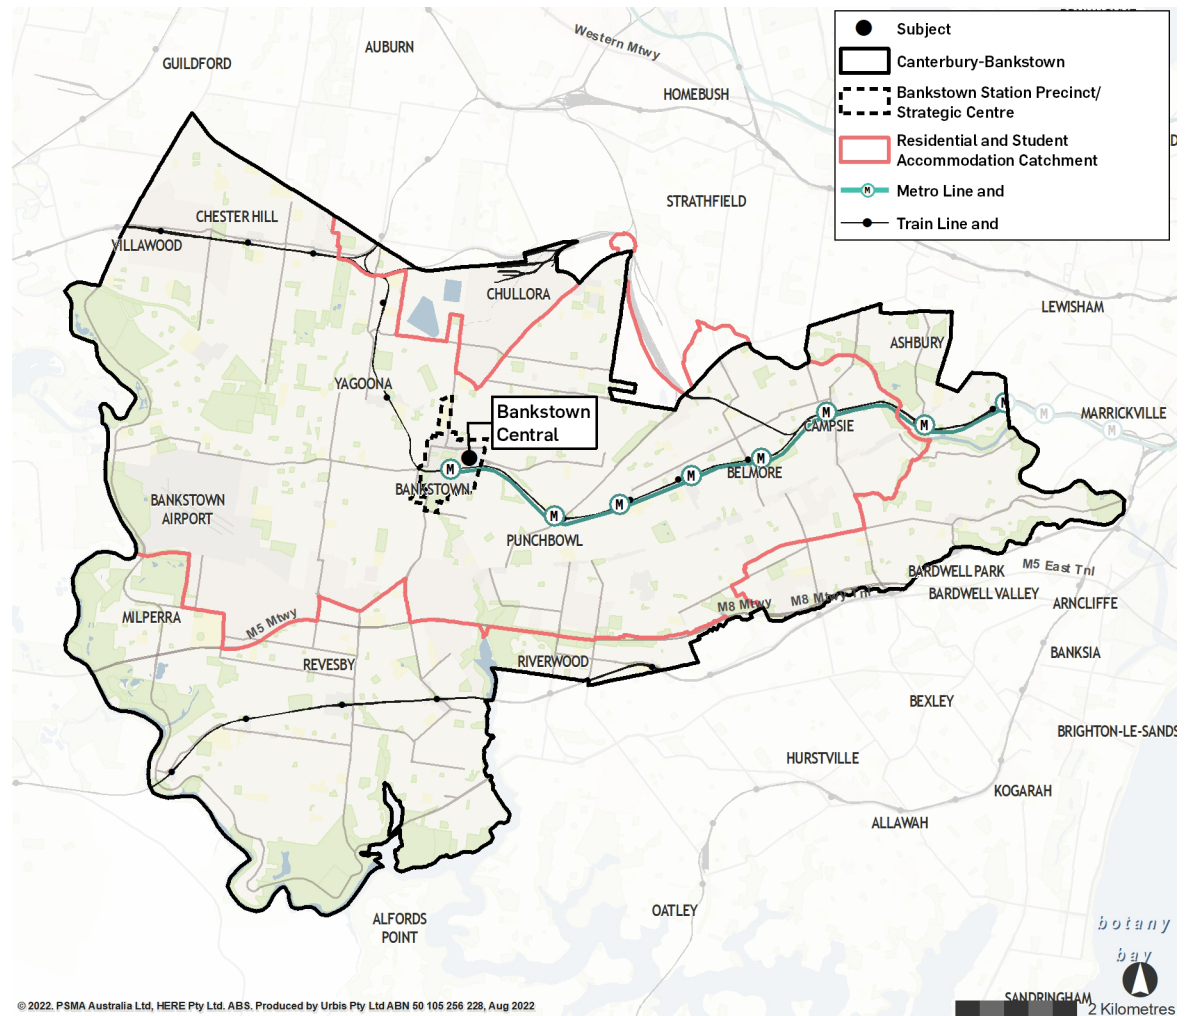 GUILDFORD
AUBURN
Western Mtwy
HOMEBUSH
STRATHFIELD
Subject
Canterbury-Bankstown
Bankstown Station Precinct/
Strategic Centre
Residential and Student
Accommodation Catchment
M
Metro Line and
Train Line and
CHESTER HILL
VILLAWOOD
CHULLORA
LEWISHAM
ASHBURY
YAGOONA
Bankstown
Central
M
MARRICKVILLE
M
CAMPSIE
M
M
M
M
BELMORE
M
M
BANKSTOWN
M
M
BANKSTOWN
AIRPORT
PUNCHBOWL
M5 East Tnl
BARDWELL PARK
BARDWELL VALLEY
ARNCLIFFE
M8 Mtwy
M8 Mtwy Tnl
MILPERRA
M5 Mtwy
REVESBY
RIVERWOOD
BANKSIA
BEXLEY
BRIGHTON-LE-SANDS
HURSTVILLE
KOGARAH
ALLAWAH
ALFORDS
POINT
OATLEY
botany
bay
SANDRINGHAM
2 Kilometres
© 2022. PSMA Australia Ltd, HERE Pty Ltd. ABS. Produced by Urbis Pty Ltd ABN 50 105 256 228, Aug 2022